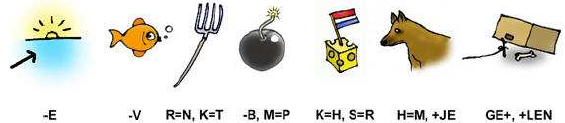 -E -V R=N, K=T -B, M=P K=H, S=R H=M, +JE GE+, +LEN